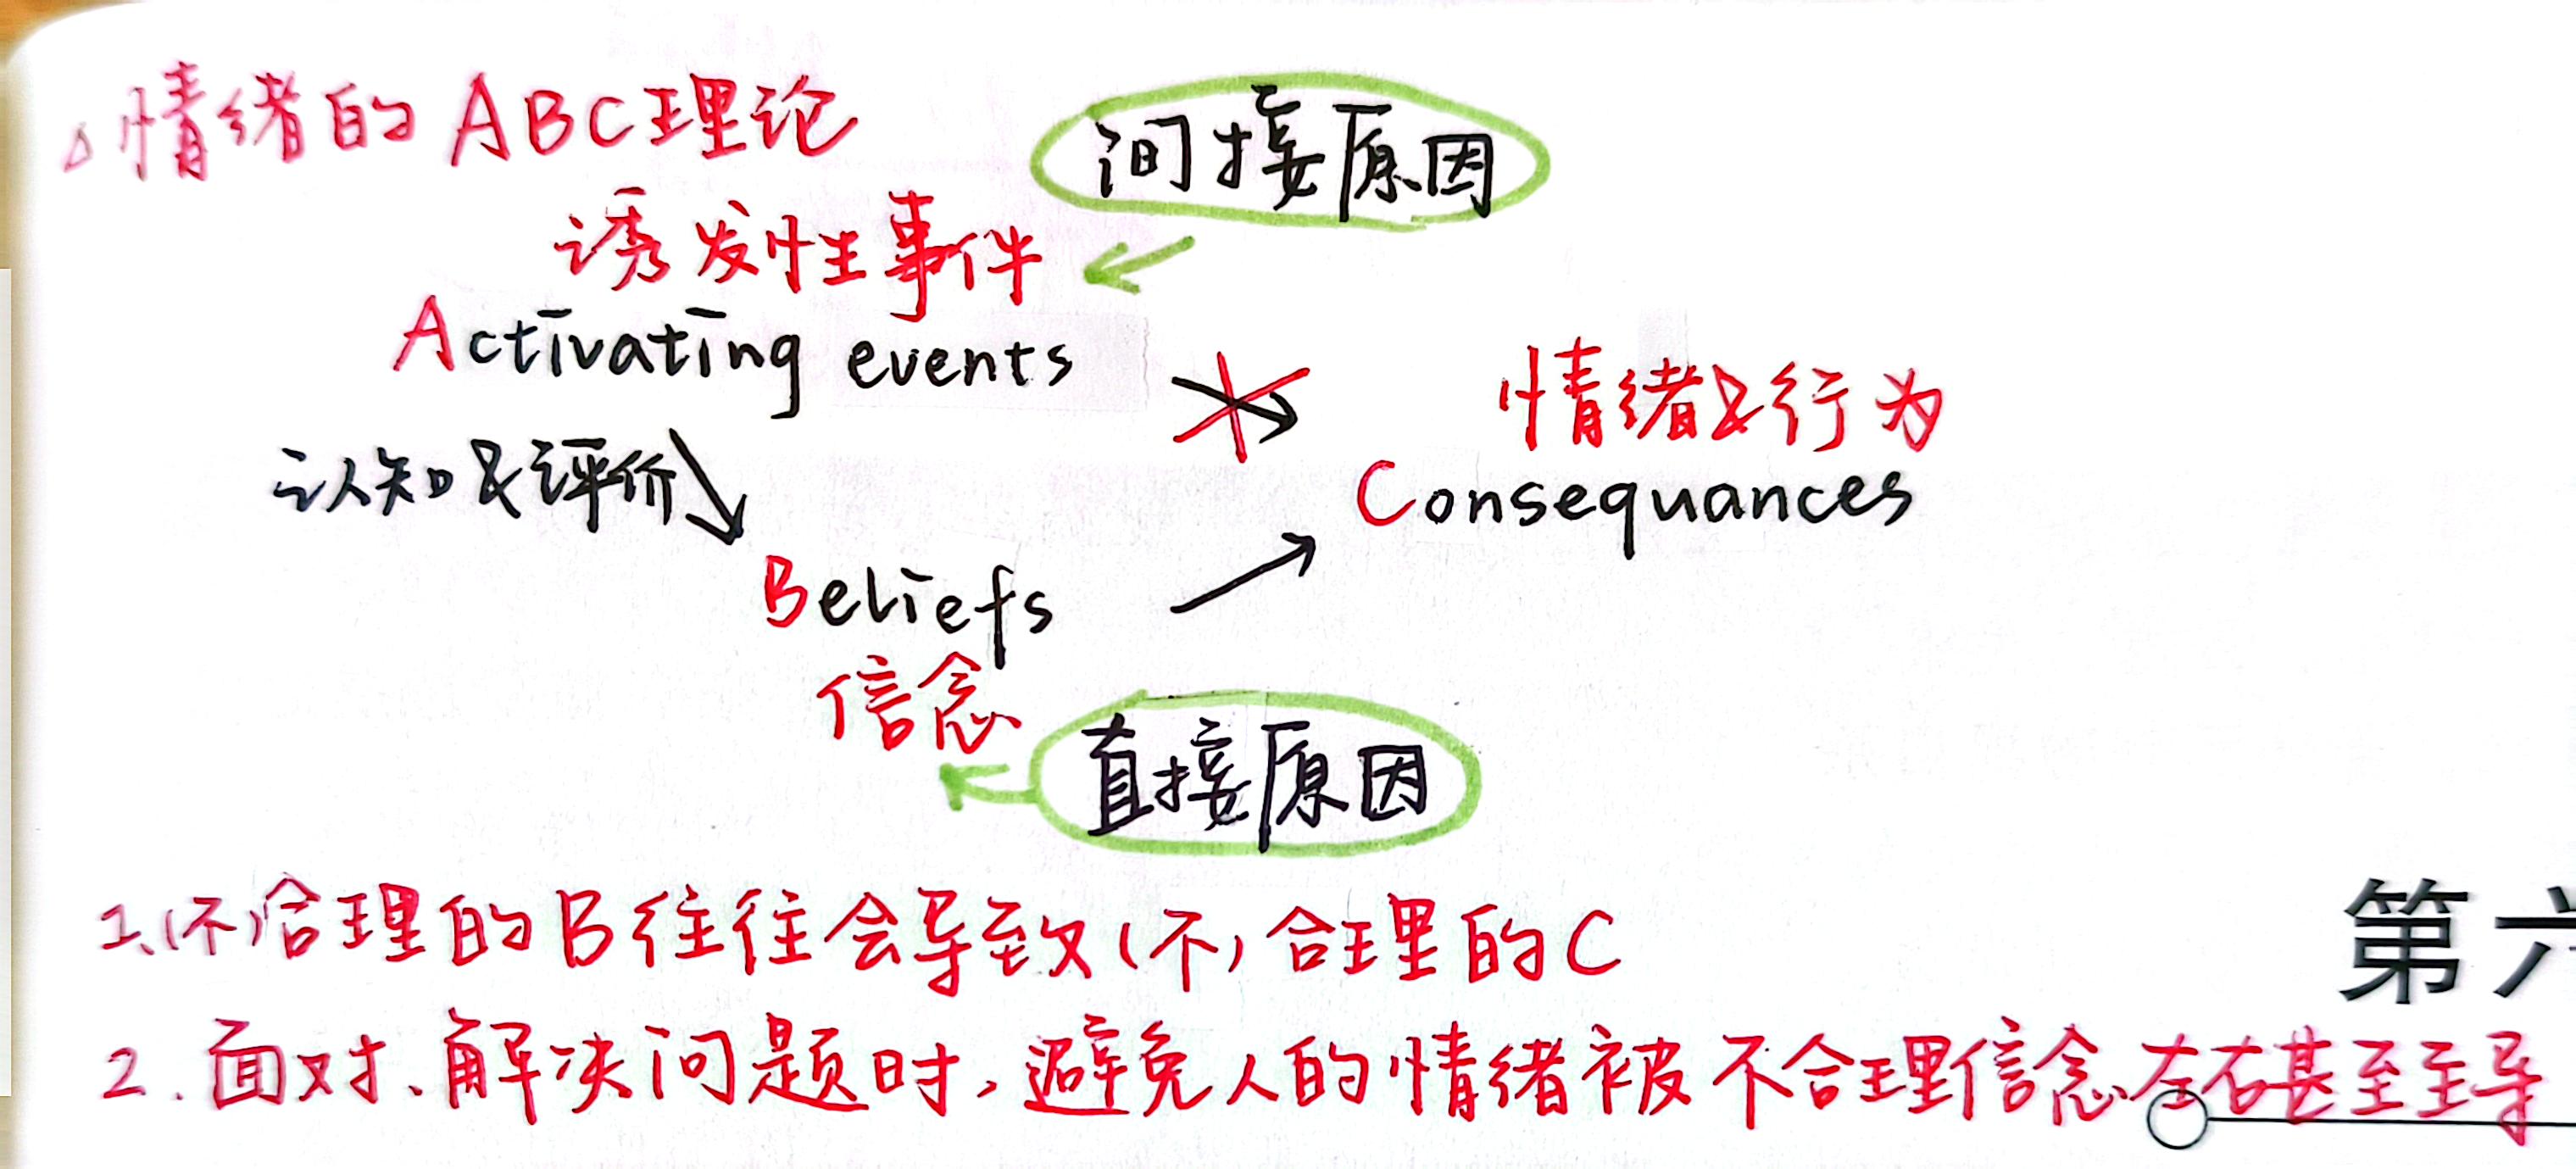 △情绪的ABC理论
间接原因
诱发性事件
Activating events
情绪&行为
认知&评价
Consequances
Beliefs
信念
直接原因
1、(不)合理的B往往会导致(不)合理的C
第六
2.面对、解决问题时,避免人的情绪被不合理信念左右甚至主导